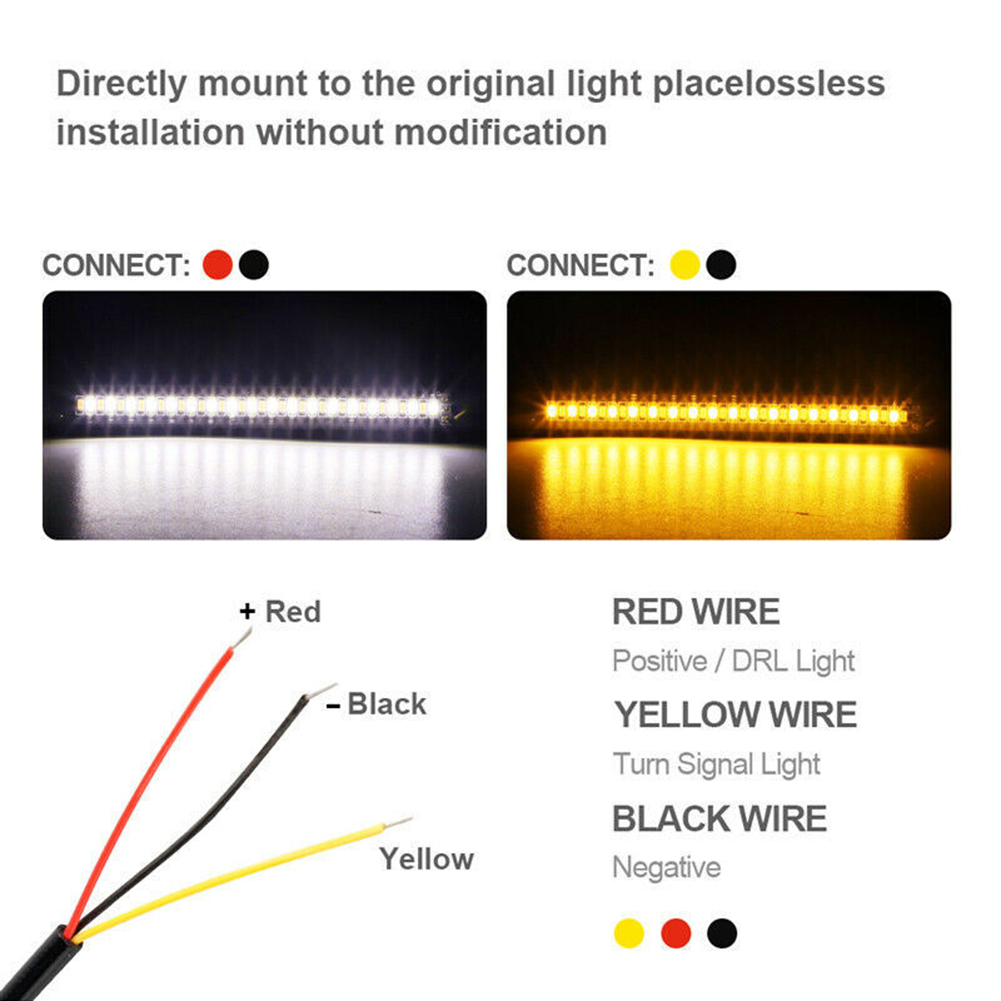 Directly mount to the original light placelossless
installation without modification
CONNECT:
CONNECT:
+ Red
- Black
Yellow
RED WIRE
Positive / DRL Light
YELLOW WIRE
Turn Signal Light
BLACK WIRE
Negative